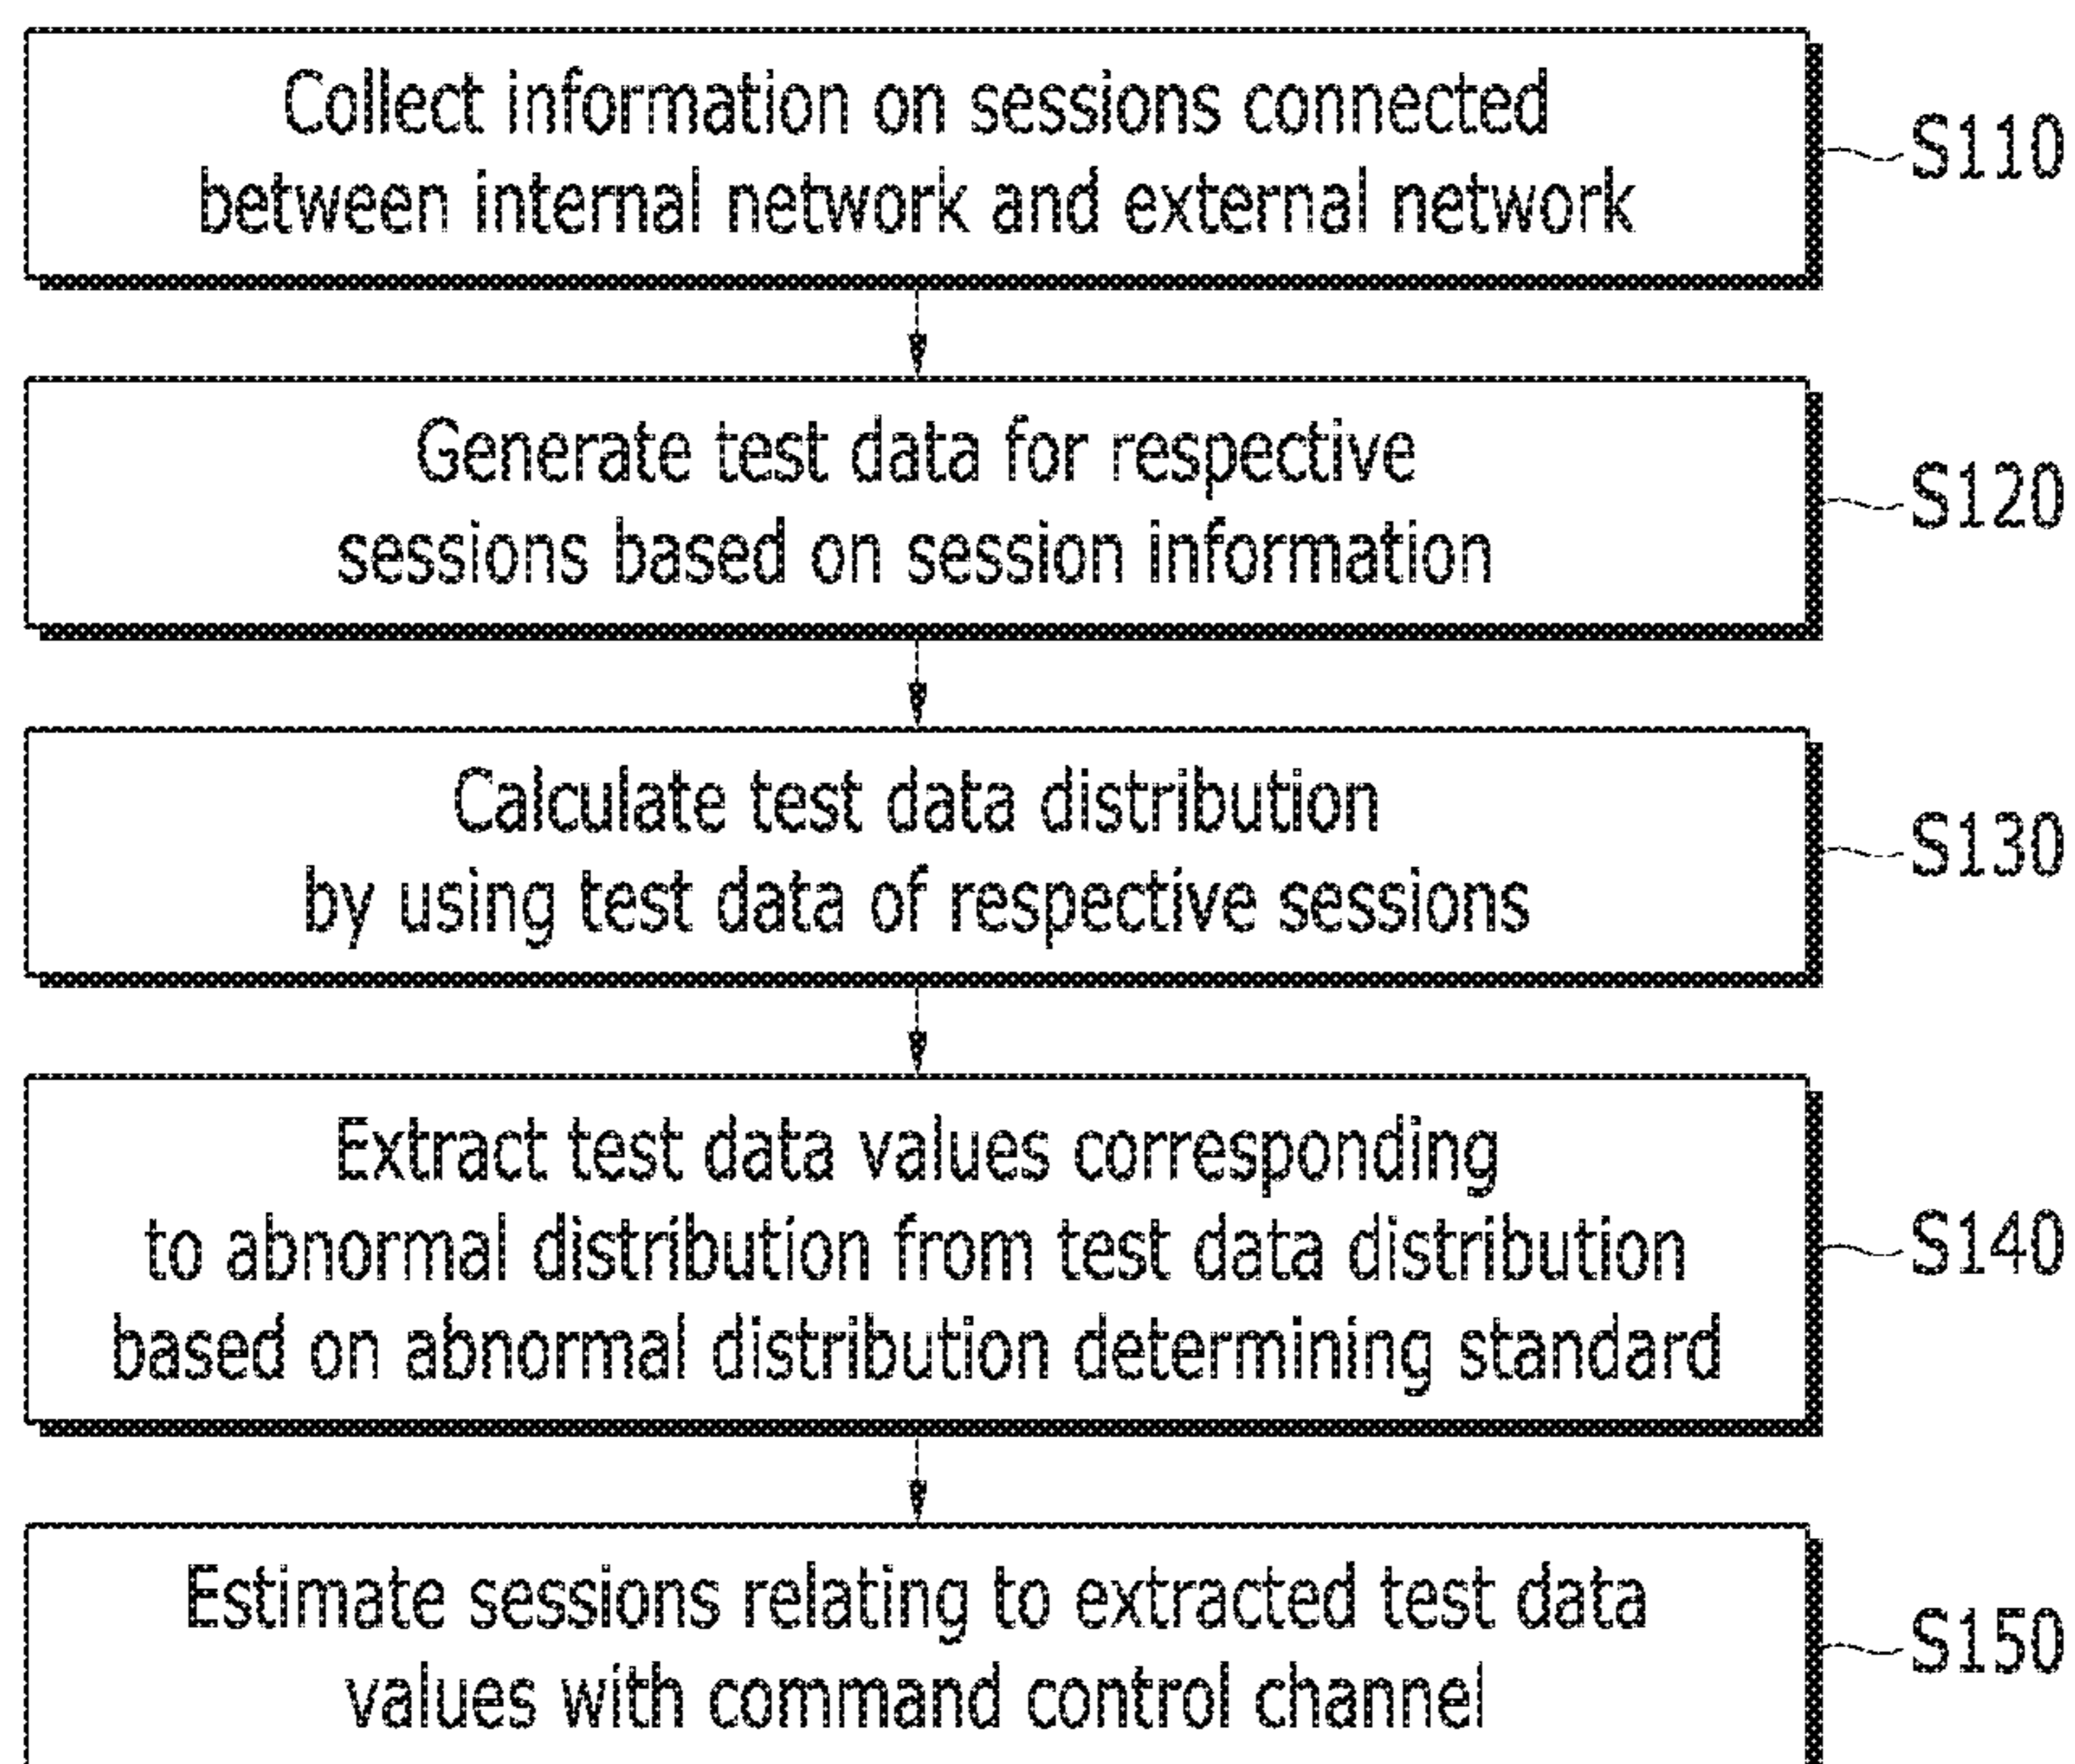 Collect information on sessions connected
between internal network and external network
S110
Generate test data for respective
sessions based on session information
S120
Calculate test data distribution
by using test data of respective sessions
S130
Extract test data values corresponding
to abnormal distribution from test data distribution
based on abnormal distribution determining standard
S140
Estimate sessions relating to extracted test data
values with command control channel
S150